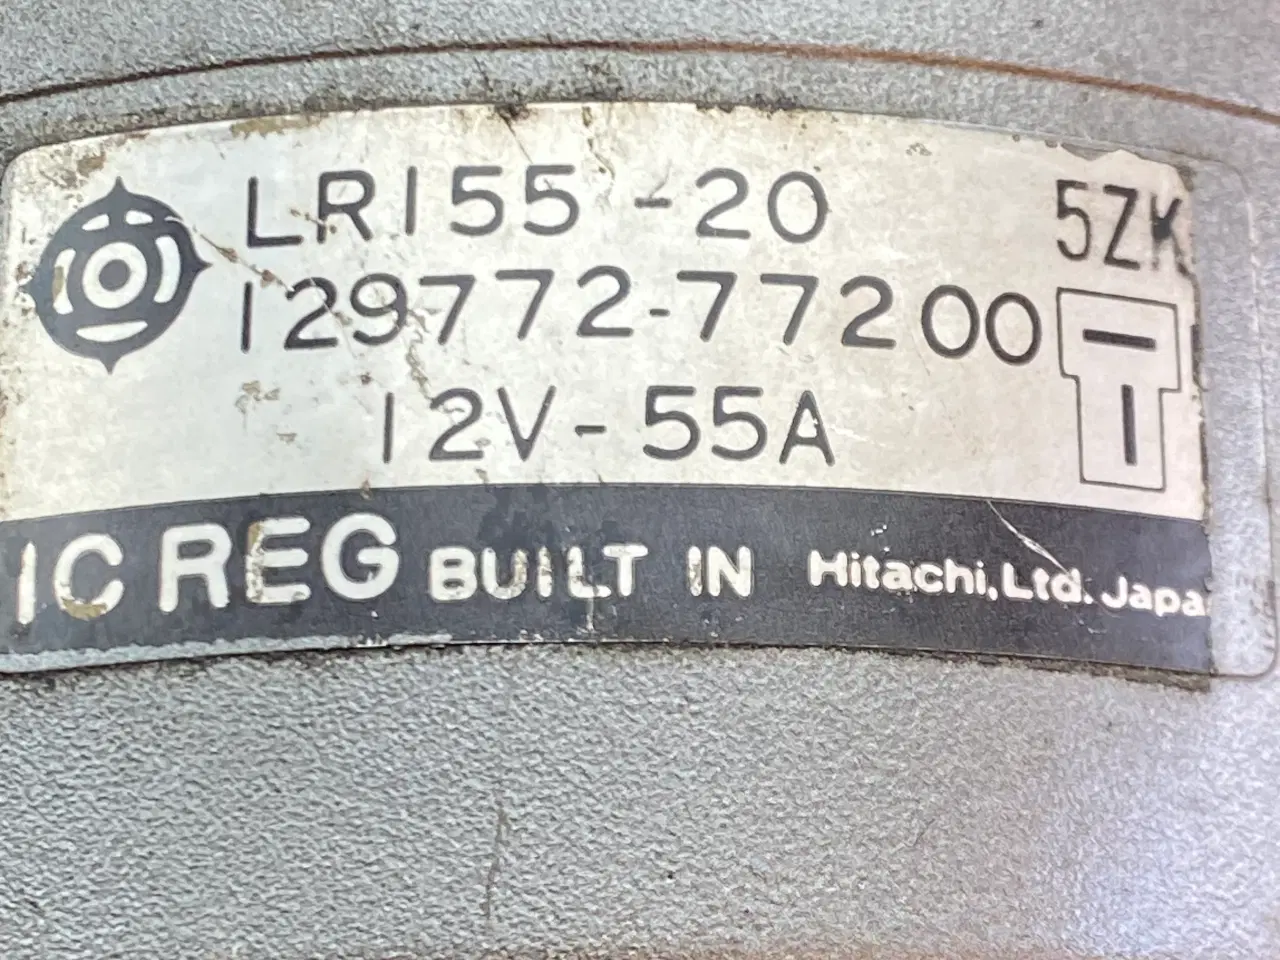 LR155-20 5ZK
129772-77200
12V-55A
IC REG BUILT IN Hitachi, Ltd. Japa